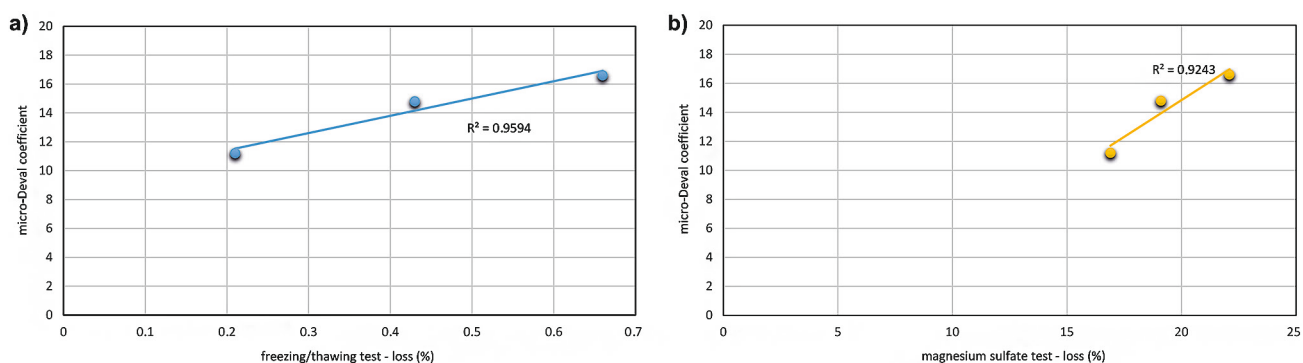 a)
20
18
16
14
12
10
8
6
4
2
0
micro-Deval coefficient
R² = 0.9594
0 0.1 0.2 0.3 0.4 0.5 0.6 0.7
freezing/thawing test - loss (%)
b)
20
18
16
14
12
10
8
6
4
2
0
micro-Deval coefficient
R² = 0.9243
0 5 10 15 20 25
magnesium sulfate test - loss (%)